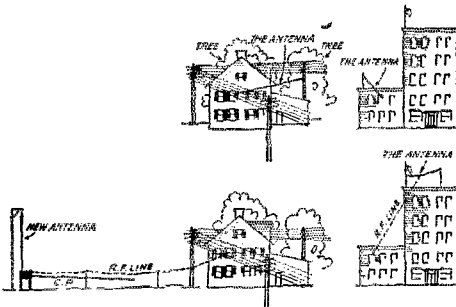 THE ANTENNA
TREE
TREE
THE ANTENNA
THE ANTENNA
NEW ANTENNA
R.F. LINE
C.P.
R.F. LINE